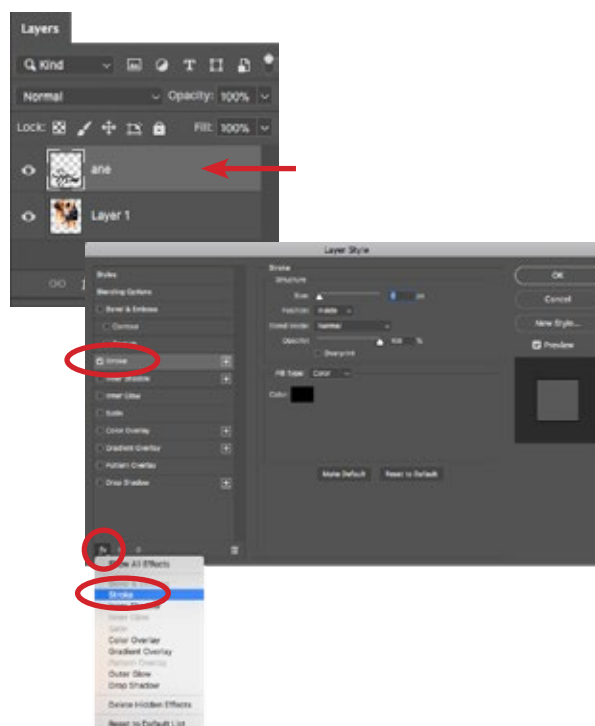 Layers
Kind
Normal Opacity: 100%
Lock: Fill: 100%
ane
Layer 1
Layer Style
Styles
Blending Options
Bevel & Emboss
Contour
Stroke
Inner Shadow
Inner Glow
Satin
Color Overlay
Gradient Overlay
Pattern Overlay
Drop Shadow
fx
Stroke
Structure
Size: px
Position: Inside
Blend Mode: Normal
Opacity: 100 %
Overprint
Fill Type: Color
Color:
Make Default Reset to Default
OK
Cancel
New Style...
Preview
Show All Effects
Stroke
Inner Glow
Satin
Color Overlay
Gradient Overlay
Pattern Overlay
Outer Glow
Drop Shadow
Delete Hidden Effects
Reset to Default List